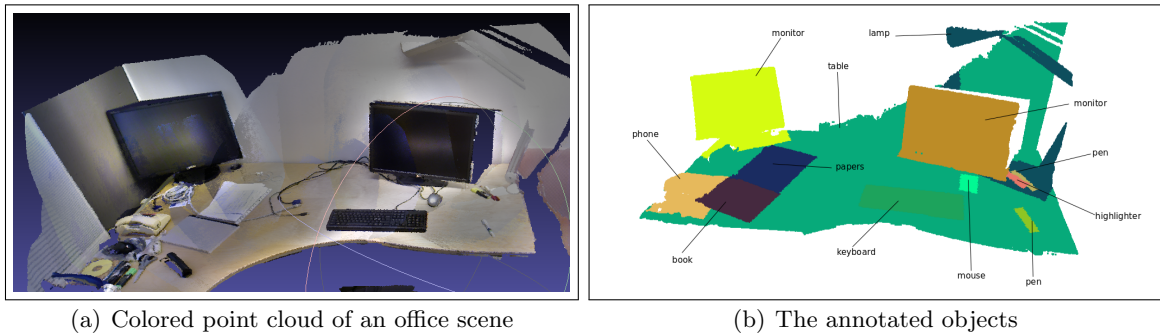 monitor
lamp
table
monitor
phone
pen
papers
highlighter
book
keyboard
mouse
pen
(a) Colored point cloud of an office scene
(b) The annotated objects